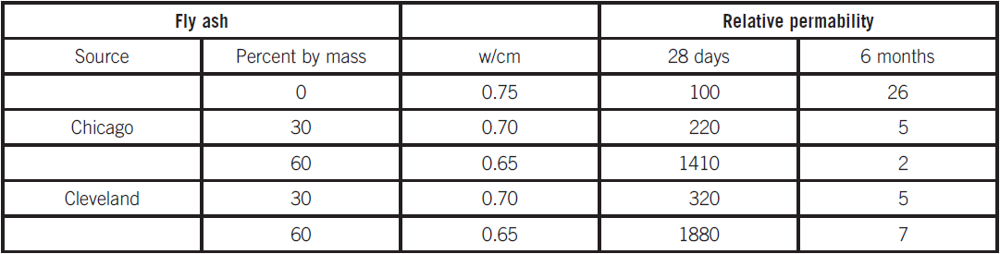 Fly ash Relative permability
Source Percent by mass w/cm 28 days 6 months
0 0.75 100 26
Chicago 30 0.70 220 5
60 0.65 1410 2
Cleveland 30 0.70 320 5
60 0.65 1880 7